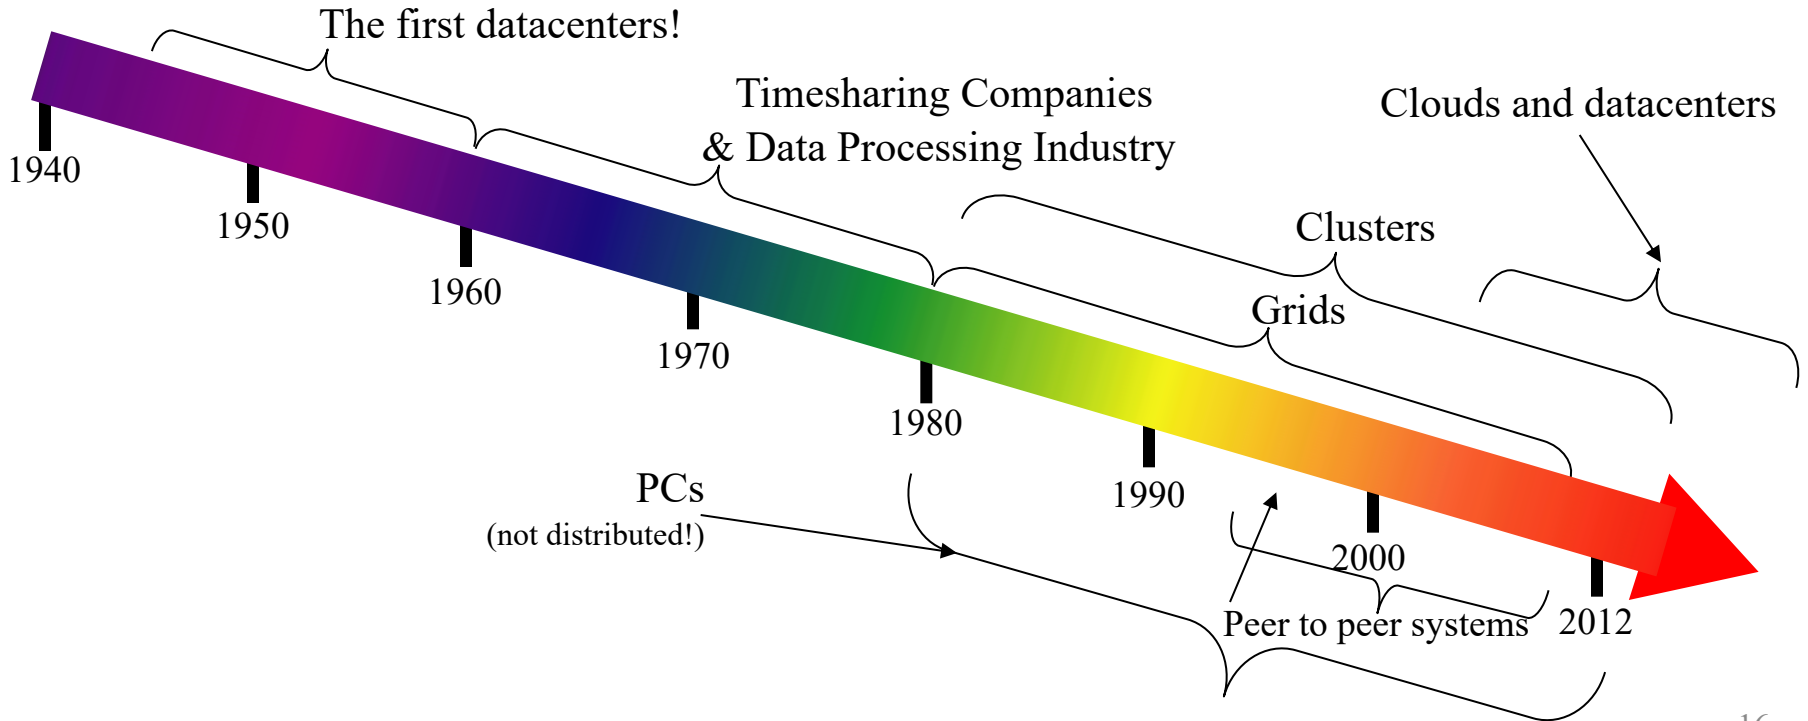 The first datacenters!
Timesharing Companies
& Data Processing Industry
Clouds and datacenters
Clusters
Grids
1940
1950
1960
1970
1980
1990
2000
2012
PCs
(not distributed!)
Peer to peer systems